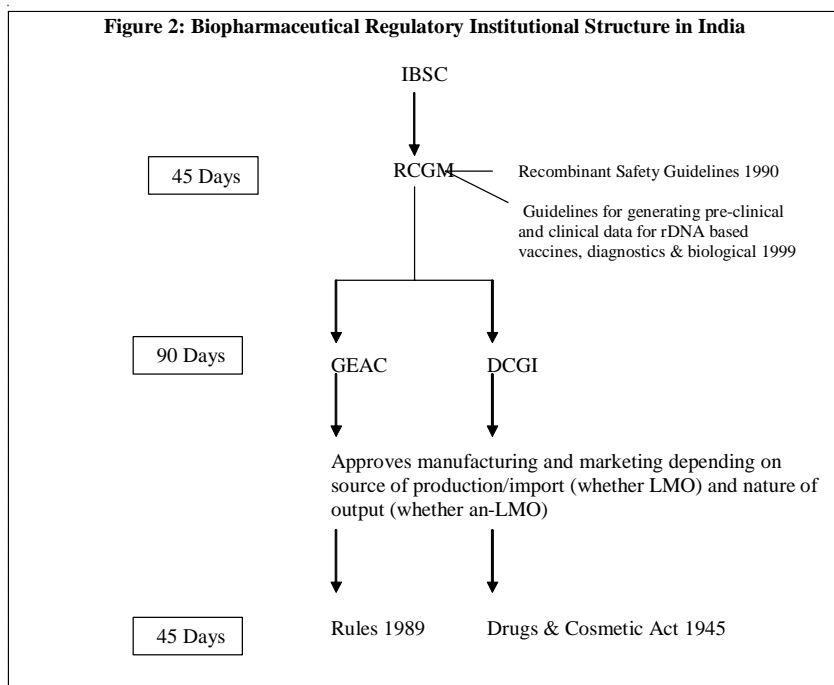 Figure 2: Biopharmaceutical Regulatory Institutional Structure in India
IBSC
45 Days
RCGM
Recombinant Safety Guidelines 1990
Guidelines for generating pre-clinical
and clinical data for rDNA based
vaccines, diagnostics & biological 1999
90 Days
GEAC
DCGI
Approves manufacturing and marketing depending on
source of production/import (whether LMO) and nature of
output (whether an-LMO)
45 Days
Rules 1989
Drugs & Cosmetic Act 1945